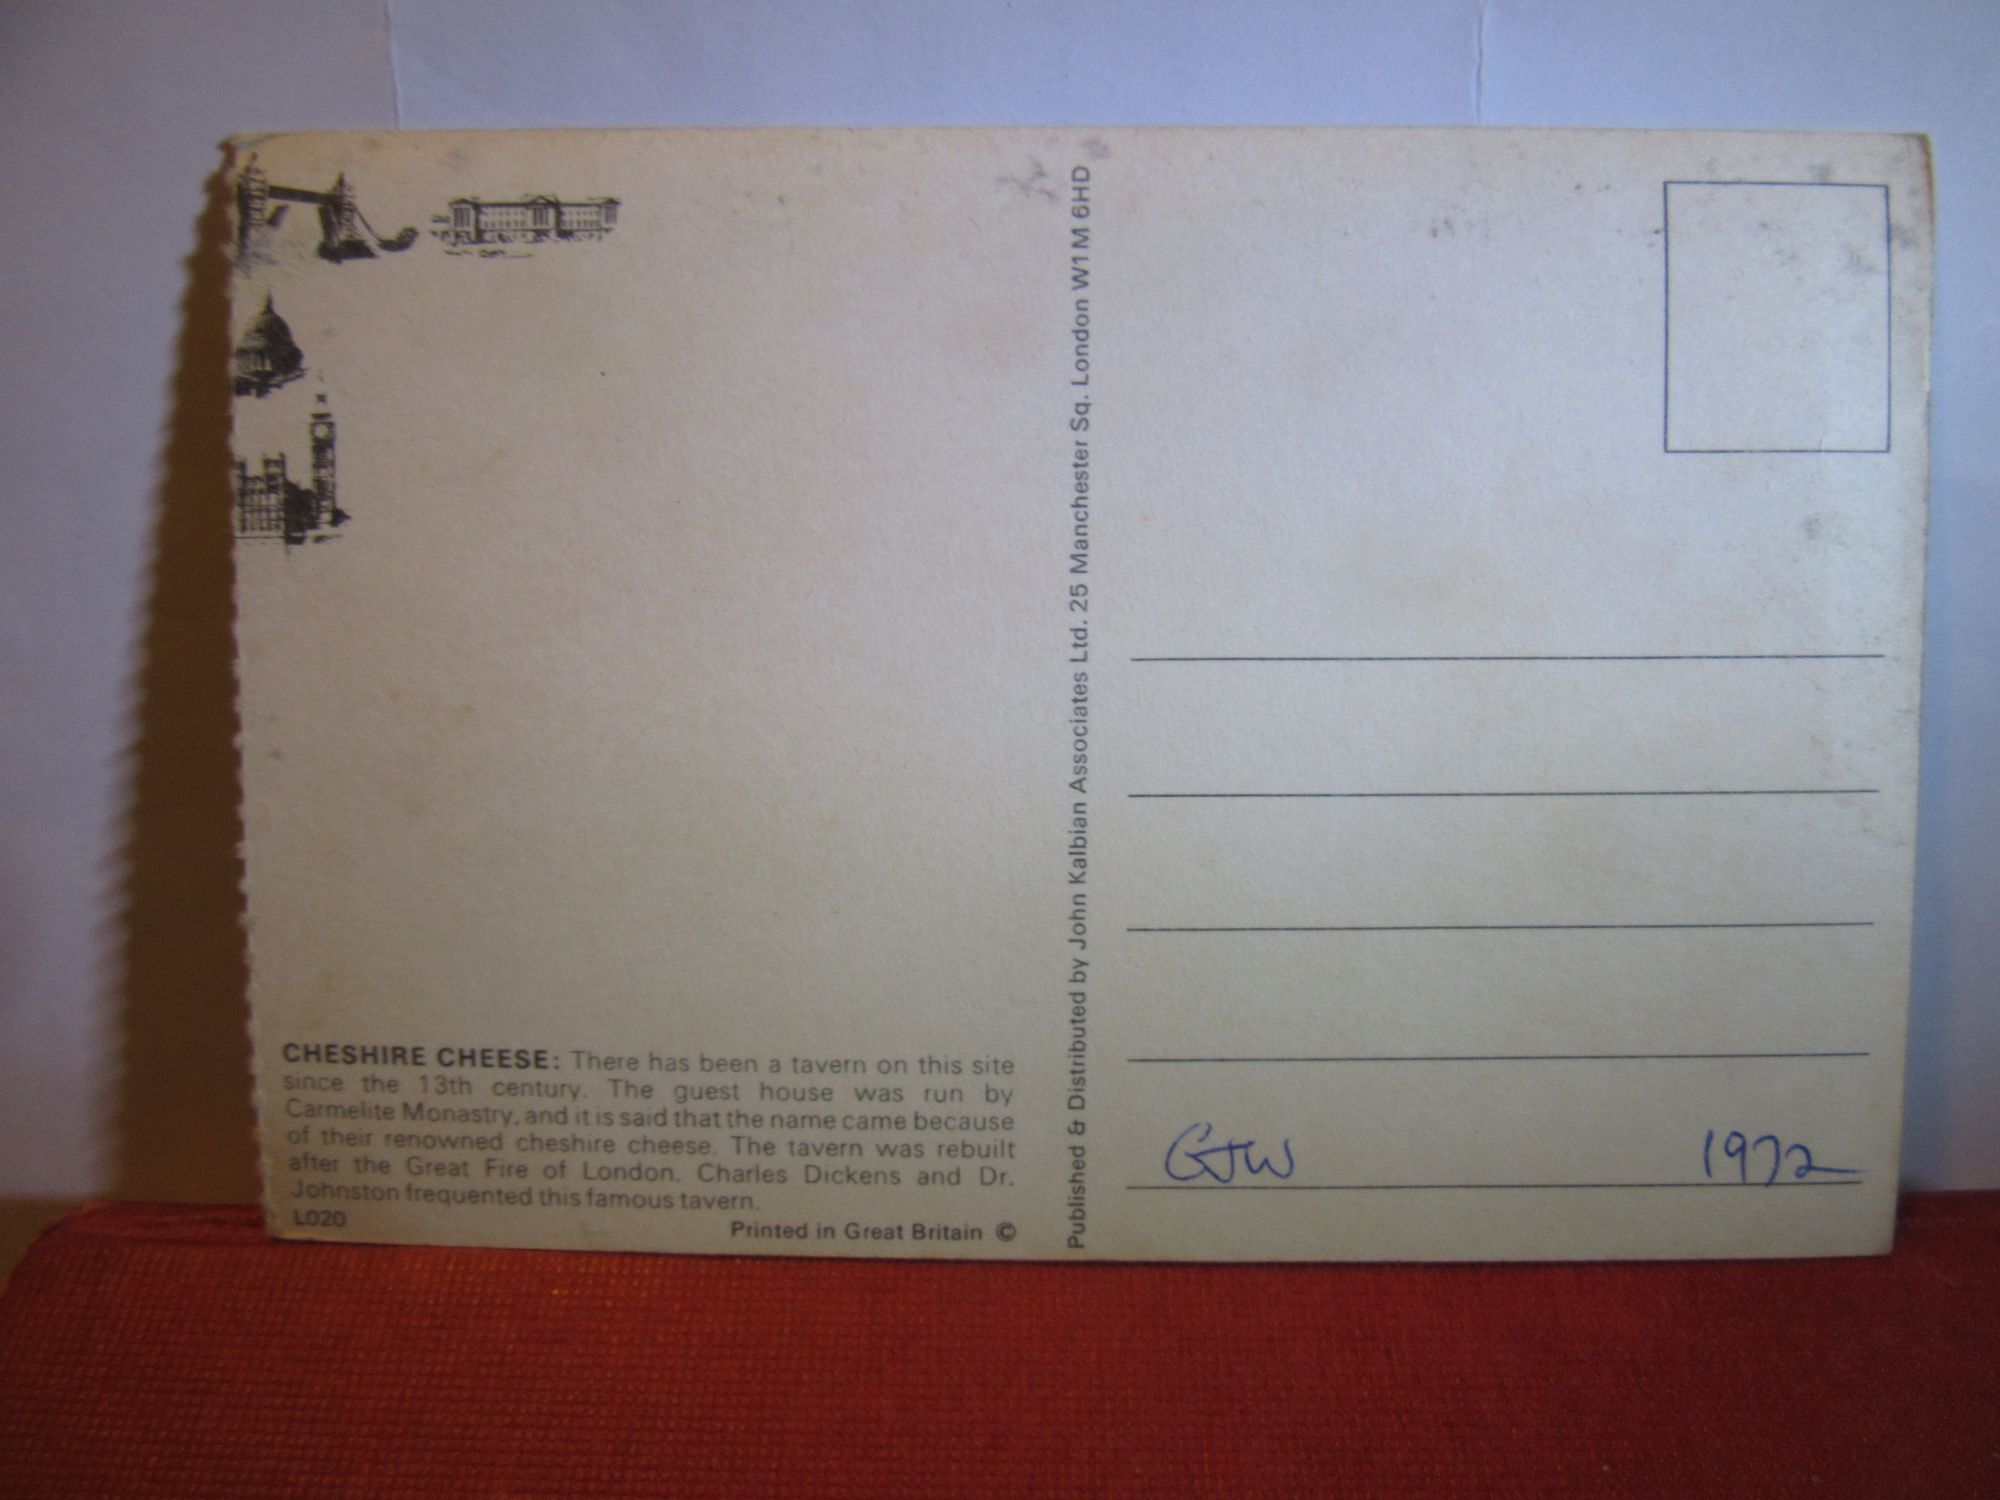 CHESHIRE CHEESE: There has been a tavern on this site
since the 13th century. The guest house was run by
Carmelite Monastry, and it is said that the name came because
of their renowned cheshire cheese. The tavern was rebuilt
after the Great Fire of London. Charles Dickens and Dr.
Johnston frequented this famous tavern.
L020
Printed in Great Britain ©
Published & Distributed by John Kalbian Associates Ltd. 25 Manchester Sq. London W1M 6HD
GJW 1972